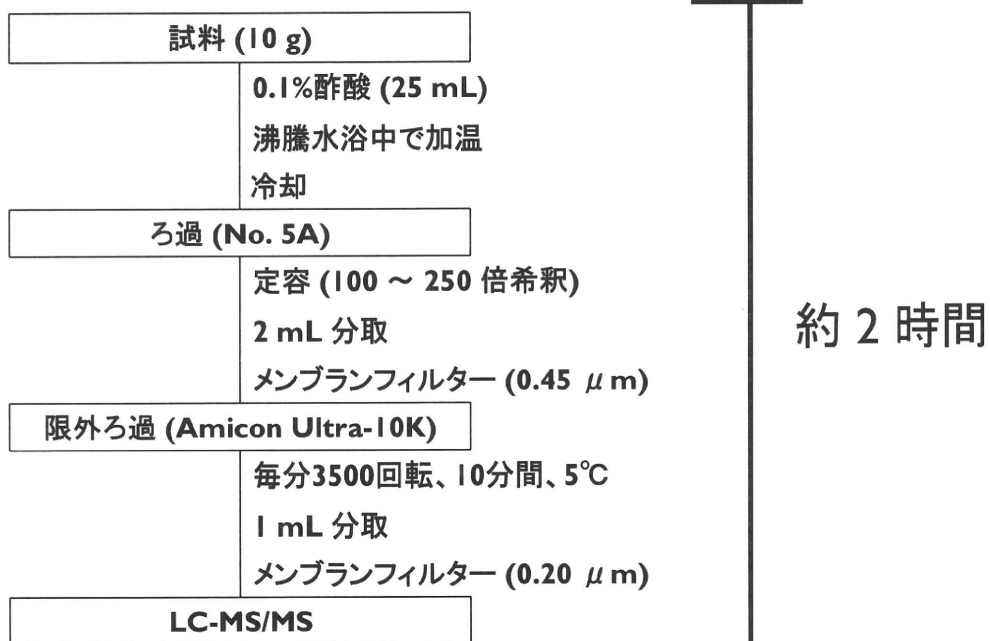 試料 (10 g)
0.1%酢酸 (25 mL)
沸騰水浴中で加温
冷却
ろ過 (No. 5A)
定容 (100 ～ 250 倍希釈)
2 mL 分取
メンブランフィルター (0.45 μm)
限外ろ過 (Amicon Ultra-10K)
毎分3500回転、10分間、5℃
1 mL 分取
メンブランフィルター (0.20 μm)
LC-MS/MS
約 2 時間